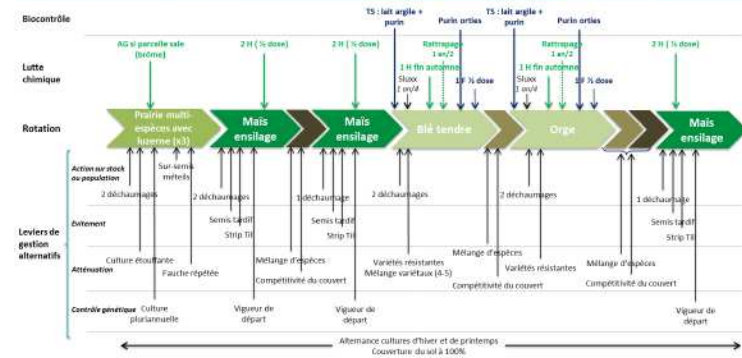 Biocontrôle
TS : lait argile +
purin
Purin orties
TS : lait argile +
purin
Purin orties
Lutte
chimique
AG si parcelle sale
(brôme)
2 H (½ dose)
2 H (½ dose)
Rattrapage
1 an/2
1 H fin automne
Sluxx
1 an/4
1 F ½ dose
Rattrapage
1 an/2
1 H fin automne
Sluxx
1 an/4
1 F ½ dose
2 H (½ dose)
Rotation
Prairie multi-
espèces avec
luzerne (x3)
Maïs
ensilage
Maïs
ensilage
Blé tendre
Orge
Maïs
ensilage
Leviers de
gestion
alternatifs
Action sur stock
ou population
Sur-semis
méteils
2 déchaumages
2 déchaumages
1 déchaumage
2 déchaumages
2 déchaumages
1 déchaumage
Évitement
Semis tardif
Strip Till
Semis tardif
Strip Till
Semis tardif
Strip Till
Atténuation
Culture étouffante
Fauche répétée
Mélange d'espèces
Compétitivité du couvert
Variétés résistantes
Mélange variétaux (4-5)
Mélange d'espèces
Compétitivité du couvert
Variétés résistantes
Mélange d'espèces
Compétitivité du couvert
Contrôle génétique
Culture
pluriannuelle
Vigueur de
départ
Vigueur de
départ
Vigueur de
départ
Alternance cultures d'hiver et de printemps
Couverture du sol à 100%